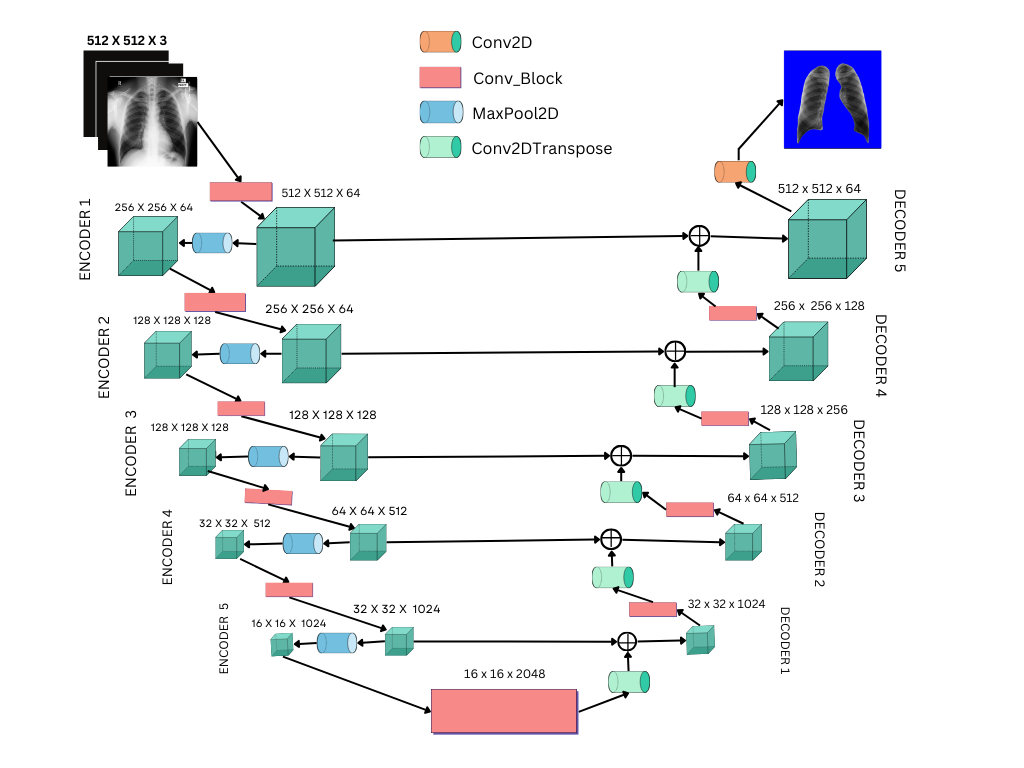 512 X 512 X 3
Conv2D
Conv_Block
MaxPool2D
Conv2DTranspose
ENCODER 1
256 X 256 X 64
512 X 512 X 64
512 x 512 x 64
DECODER 5
ENCODER 2
128 X 128 X 128
256 X 256 X 64
256 x 256 x 128
DECODER 4
ENCODER 3
128 X 128 X 128
128 X 128 X 128
128 x 128 x 256
DECODER 3
ENCODER 4
32 X 32 X 512
64 X 64 X 512
64 x 64 x 512
DECODER 2
ENCODER 5
16 X 16 X 1024
32 X 32 X 1024
32 x 32 x 1024
DECODER 1
16 x 16 x 2048